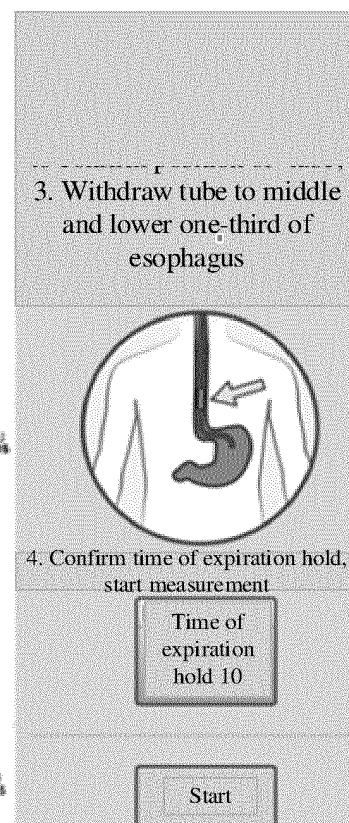 3. Withdraw tube to middle
and lower one-third of
esophagus
4. Confirm time of expiration hold,
start measurement
Time of
expiration
hold 10
Start